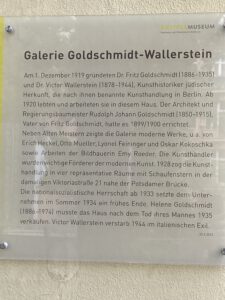 MUSEUM
Galerie Goldschmidt-Wallerstein
Am 1. Dezember 1919 gründeten Dr. Fritz Goldschmidt (1886-1935)
und Dr. Victor Wallerstein (1878-1944), Kunsthistoriker jüdischer
Herkunft, die nach ihnen benannte Kunsthandlung in Berlin. Ab
1920 lebten und arbeiteten sie in diesem Haus. Der Architekt und
Regierungsbaumeister Rudolph Johann Goldschmidt (1850-1915),
Vater von Fritz Goldschmidt, hatte es 1899/1900 errichtet.
Neben Alten Meistern zeigte die Galerie moderne Werke, u.a. von
Erich Heckel, Otto Mueller, Lyonel Feininger und Oskar Kokoschka
sowie Arbeiten der Bildhauerin Emy Roeder. Die Kunsthändler
wurden wichtige Förderer der modernen Kunst. 1928 zog die Kunst-
handlung in vier repräsentative Räume mit Schaufenstern in der
damaligen Viktoriastraße 21 nahe der Potsdamer Brücke.
Die nationalsozialistische Herrschaft ab 1933 setzte dem Unter-
nehmen im Sommer 1934 ein frühes Ende. Helene Goldschmidt
(1886-1974) musste das Haus nach dem Tod ihres Mannes 1935
verkaufen. Victor Wallerstein verstarb 1944 im italienischen Exil.